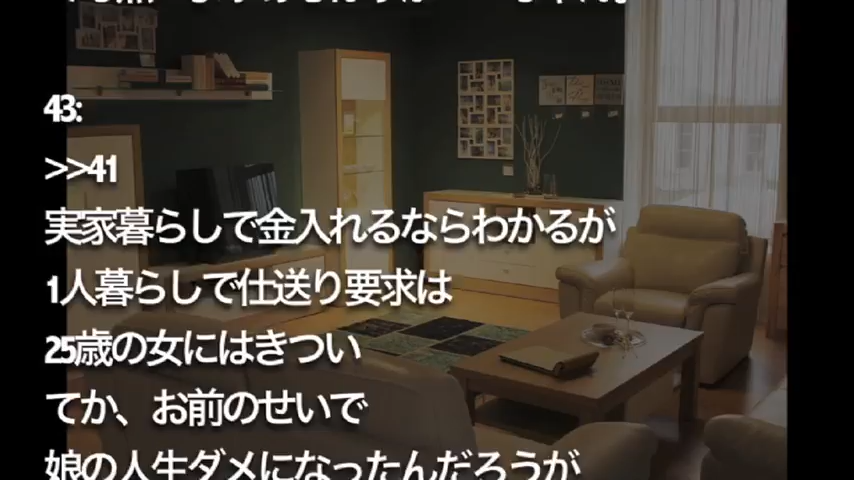 43:
>>41
実家暮らしで金入れるならわかるが
1人暮らしで仕送り要求は
25歳の女にはきつい
てか、お前のせいで
娘の人生ダメになったんだろうが